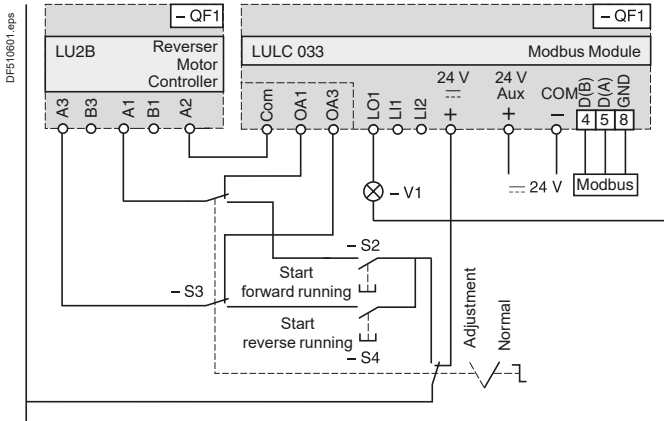 DF510601.eps
– QF1
LU2B
Reverser
Motor
Controller
A3
B3
A1
B1
A2
– QF1
LULC 033
Modbus Module
Com
OA1
OA3
LO1
LI1
LI2
24 V
+
24 V
Aux
+
COM
–
D(B)
D(A)
GND
4 5 8
– V1
24 V
Modbus
– S2
Start
forward running
– S3
Start
reverse running
– S4
Adjustment
Normal